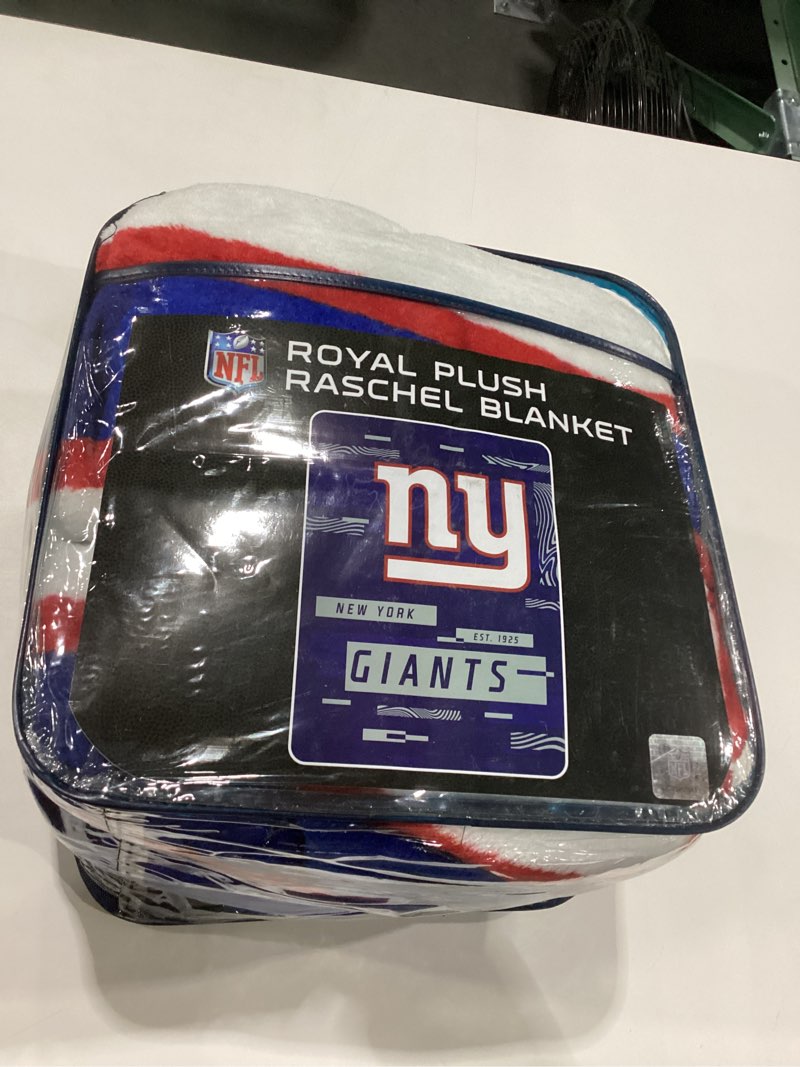 NFL
ROYAL PLUSH
RASCHEL BLANKET
ny
NEW YORK
EST. 1925
GIANTS